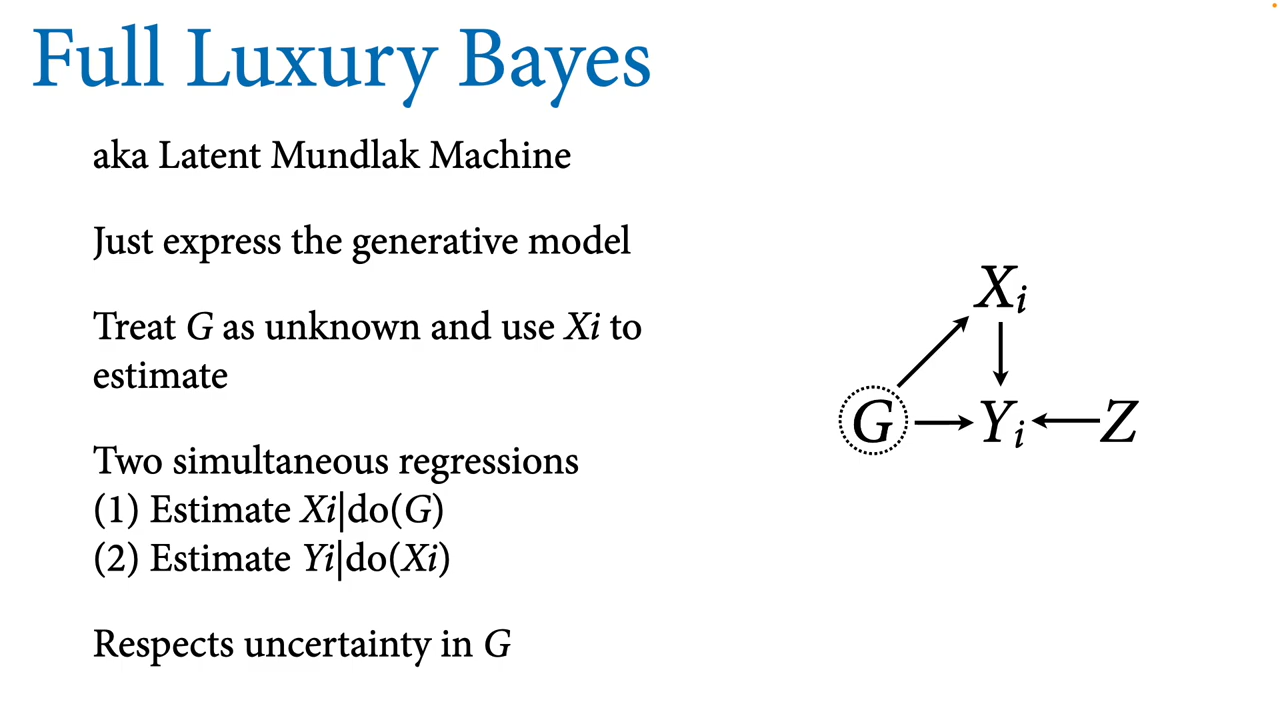 Full Luxury Bayes
aka Latent Mundlak Machine
Just express the generative model
Treat G as unknown and use Xi to
estimate
Two simultaneous regressions
(1) Estimate Xi|do(G)
(2) Estimate Yi|do(Xi)
Respects uncertainty in G
Xi
G
Yi
Z